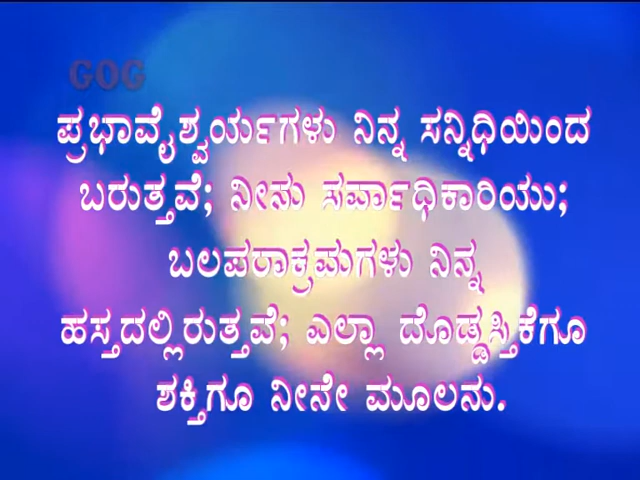 GOG
ಪ್ರಭಾವೈಶ್ವರ್ಯಗಳು ನಿನ್ನ ಸನ್ನಿಧಿಯಿಂದ
ಬರುತ್ತವೆ; ನೀನು ಸರ್ವಾಧಿಕಾರಿಯು;
ಬಲಪರಾಕ್ರಮಗಳು ನಿನ್ನ
ಹಸ್ತದಲ್ಲಿರುತ್ತವೆ; ಎಲ್ಲಾ ದೊಡ್ಡಸ್ತಿಕೆಗೂ
ಶಕ್ತಿಗೂ ನೀನೇ ಮೂಲನು.